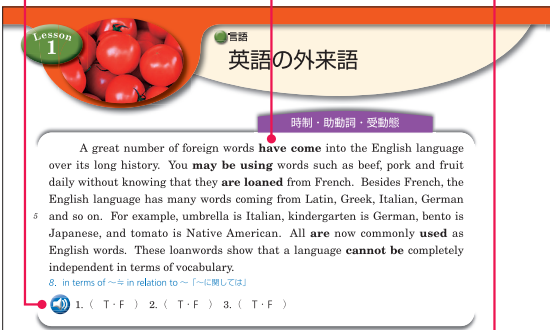 Lesson
1
言語
英語の外来語
時制・助動詞・受動態
A great number of foreign words have come into the English language
over its long history. You may be using words such as beef, pork and fruit
daily without knowing that they are loaned from French. Besides French, the
English language has many words coming from Latin, Greek, Italian, German
5 and so on. For example, umbrella is Italian, kindergarten is German, bento is
Japanese, and tomato is Native American. All are now commonly used as
English words. These loanwords show that a language cannot be completely
independent in terms of vocabulary.
8. in terms of ～≒ in relation to ～「～に関しては」
1.（ T・F ） 2.（ T・F ） 3.（ T・F ）